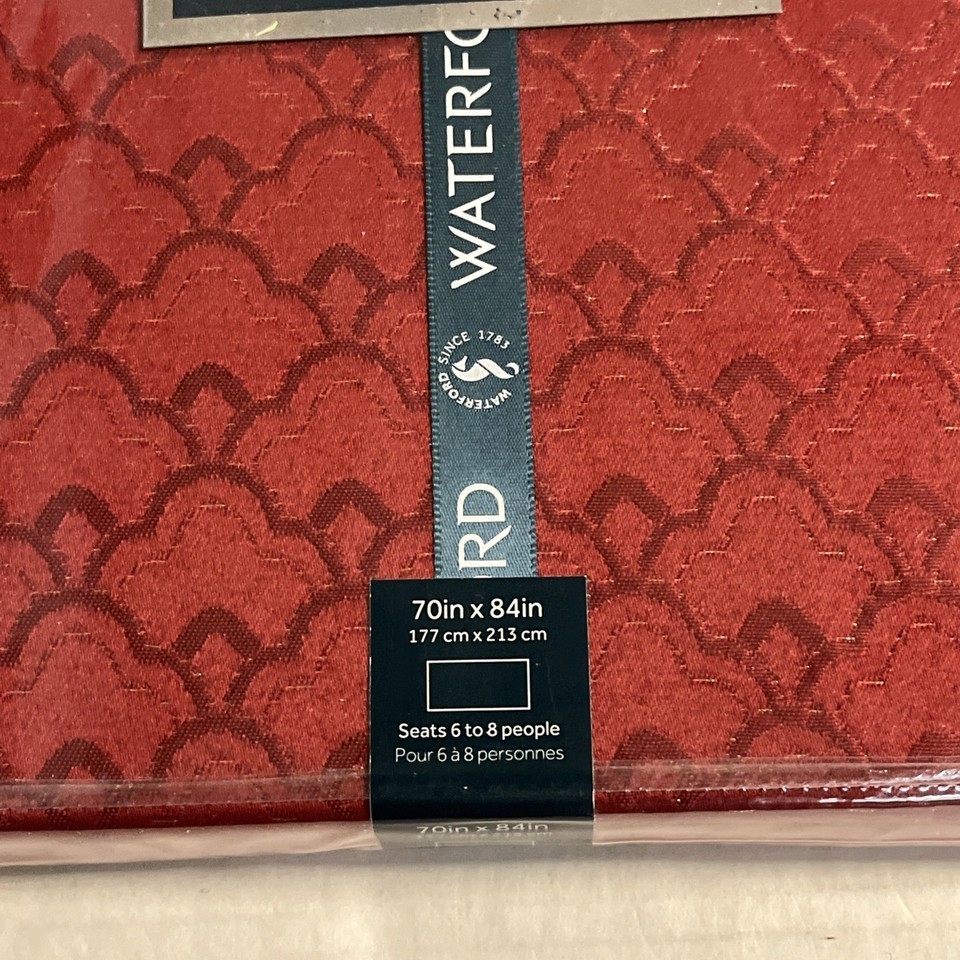 WATERFO
SINCE 1783
WATERFORD
RD
70in x 84in
177 cm x 213 cm
Seats 6 to 8 people
Pour 6 à 8 personnes
70in x 84in